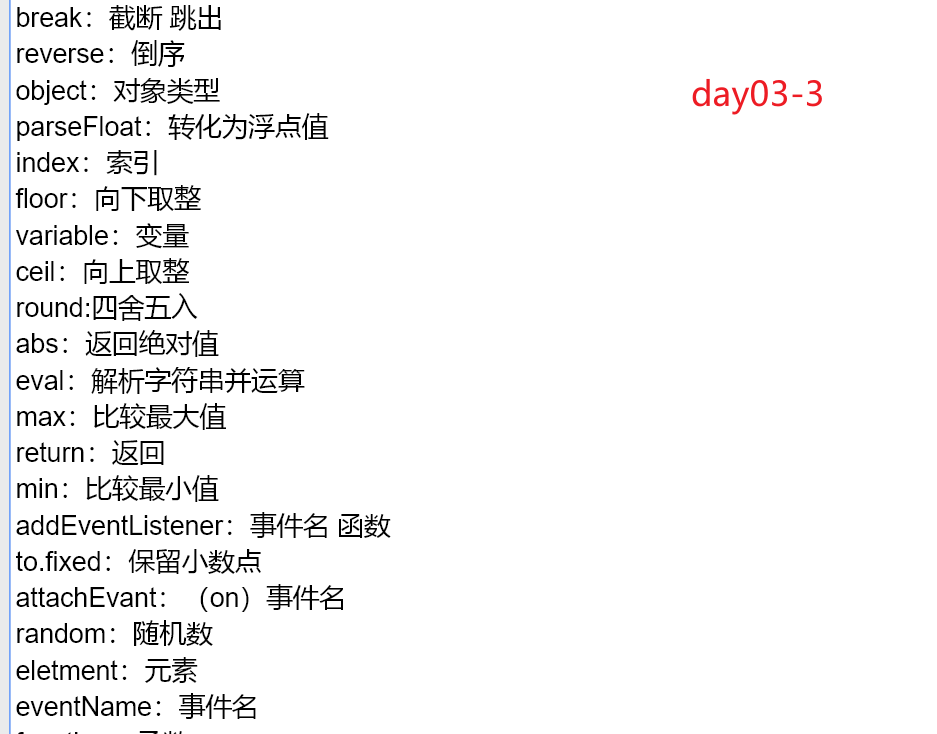 break：截断 跳出
reverse：倒序
object：对象类型
day03-3
parseFloat：转化为浮点值
index：索引
floor：向下取整
variable：变量
ceil：向上取整
round:四舍五入
abs：返回绝对值
eval：解析字符串并运算
max：比较最大值
return：返回
min：比较最小值
addEventListener：事件名 函数
to.fixed：保留小数点
attachEvant：（on）事件名
random：随机数
eletment：元素
eventName：事件名